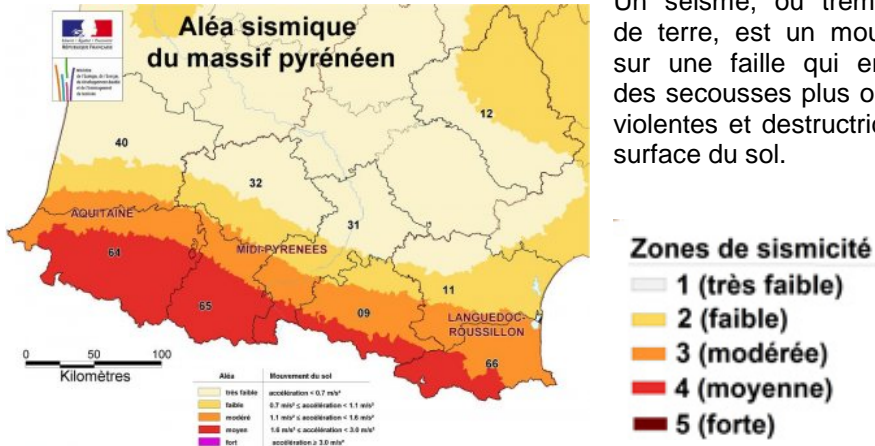 Aléa sismique
du massif pyrénéen
RÉPUBLIQUE FRANÇAISE
40
32
12
31
AQUITAINE
MIDI-PYRENEES
64
65
09
11
LANGUEDOC-
ROUSSILLON
66
0 50 100
Kilomètres
Aléa Mouvement du sol
très faible accélération < 0.7 m/s²
faible 0.7 m/s² ≤ accélération < 1.1 m/s²
modéré 1.1 m/s² ≤ accélération < 1.6 m/s²
moyen 1.6 m/s² ≤ accélération < 3.0 m/s²
fort accélération ≥ 3.0 m/s²
Un séisme, ou trem
de terre, est un mou
sur une faille qui e
des secousses plus o
violentes et destructri
surface du sol.
Zones de sismicité
1 (très faible)
2 (faible)
3 (modérée)
4 (moyenne)
5 (forte)